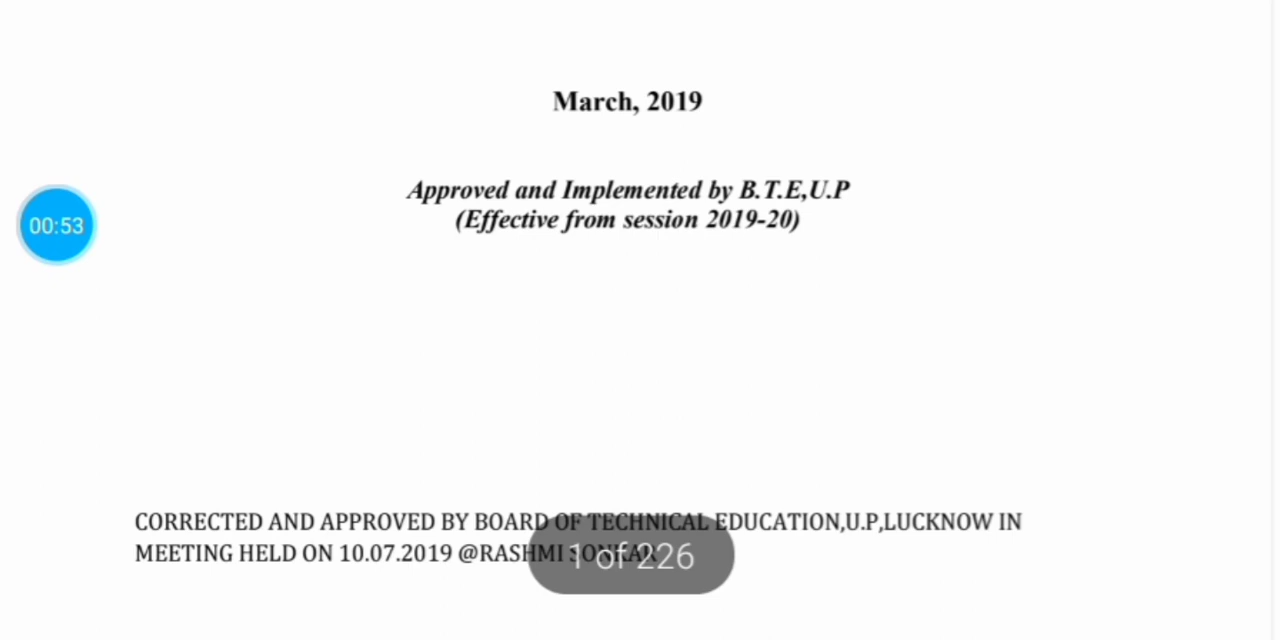 March, 2019
Approved and Implemented by B.T.E,U.P
(Effective from session 2019-20)
00:53
CORRECTED AND APPROVED BY BOARD OF TECHNICAL EDUCATION,U.P,LUCKNOW IN
MEETING HELD ON 10.07.2019 @RASHMI SONKAR
1 of 226